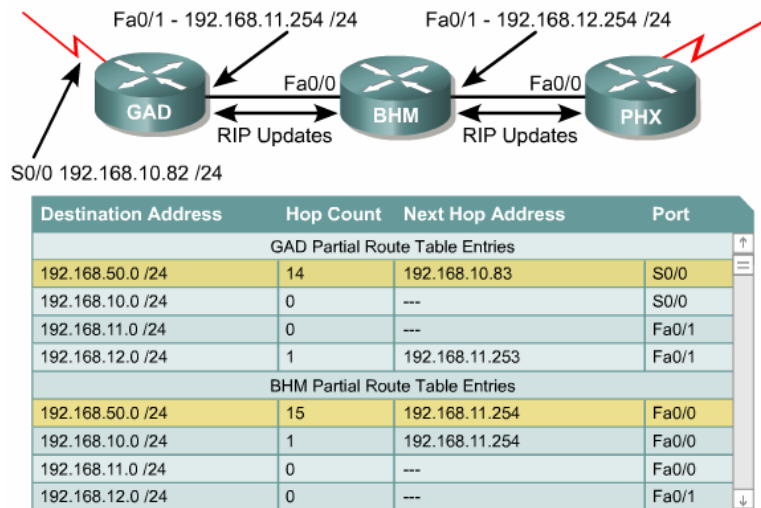 Fa0/1 - 192.168.11.254 /24 Fa0/1 - 192.168.12.254 /24
Fa0/0 Fa0/0
GAD BHM PHX
RIP Updates RIP Updates
S0/0 192.168.10.82 /24
Destination Address Hop Count Next Hop Address Port
GAD Partial Route Table Entries
192.168.50.0 /24 14 192.168.10.83 S0/0
192.168.10.0 /24 0 --- S0/0
192.168.11.0 /24 0 --- Fa0/1
192.168.12.0 /24 1 192.168.11.253 Fa0/1
BHM Partial Route Table Entries
192.168.50.0 /24 15 192.168.11.254 Fa0/0
192.168.10.0 /24 1 192.168.11.254 Fa0/0
192.168.11.0 /24 0 --- Fa0/0
192.168.12.0 /24 0 --- Fa0/1